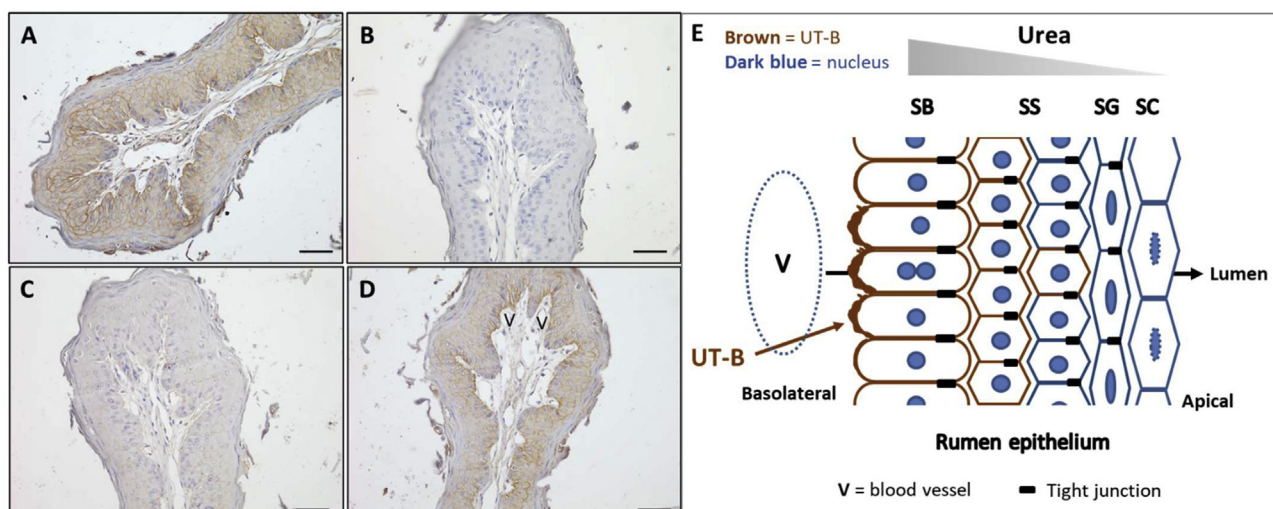 A
B
C
D
V V
E
Brown = UT-B
Dark blue = nucleus
Urea
SB SS SG SC
V
Lumen
UT-B
Basolateral
Apical
Rumen epithelium
V = blood vessel
Tight junction